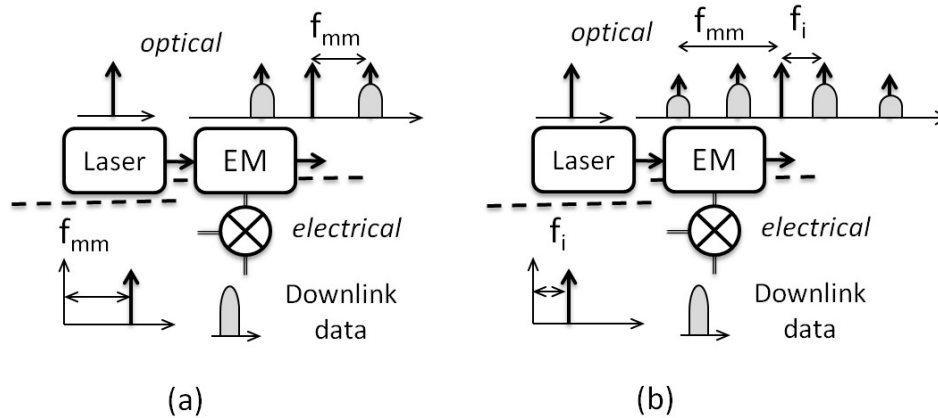 optical
f_mm
Laser
EM
f_mm
electrical
Downlink
data
(a)
optical
f_mm
f_i
Laser
EM
f_i
electrical
Downlink
data
(b)